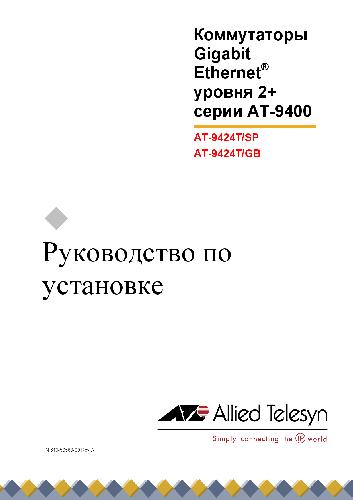 Коммутаторы
Gigabit
Ethernet®
уровня 2+
серии AT-9400
AT-9424T/SP
AT-9424T/GB
Руководство по
установке
Allied Telesyn
Simply connecting the IP world